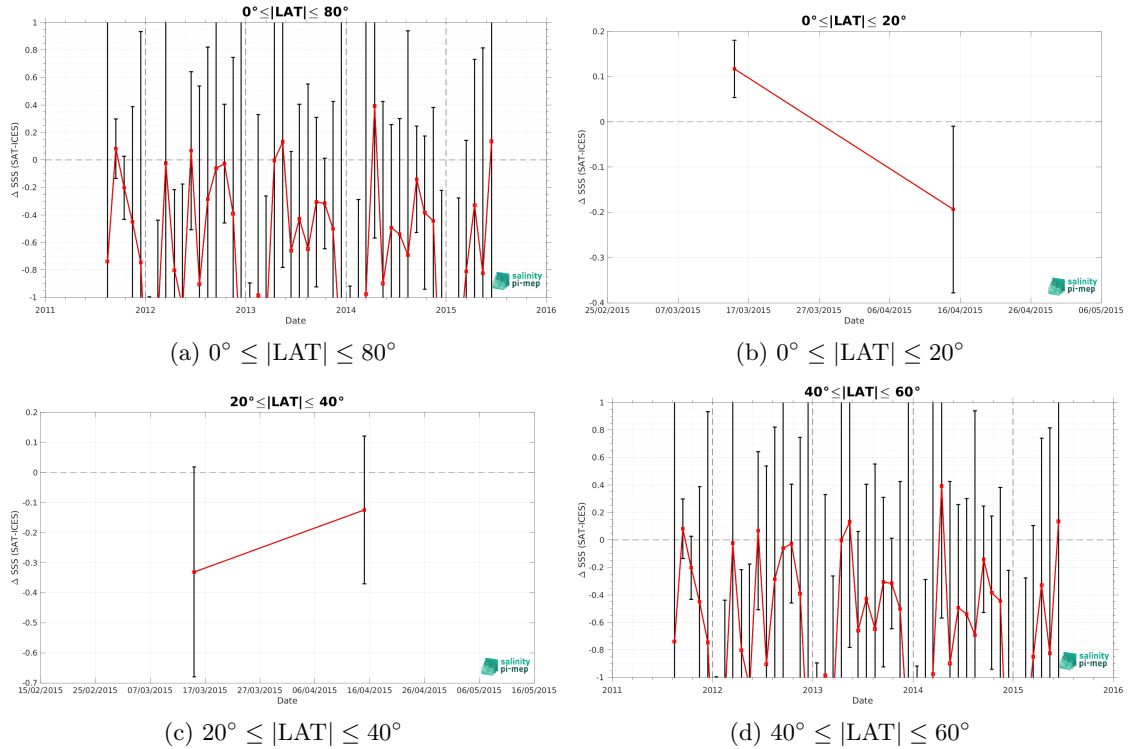 0°≤|LAT|≤ 80°
Δ SSS (SAT-ICES)
1
0.8
0.6
0.4
0.2
0
-0.2
-0.4
-0.6
-0.8
-1
2011 2012 2013 2014 2015 2016
Date
salinity
pi-mep
(a) 0° ≤ |LAT| ≤ 80°
0°≤|LAT|≤ 20°
Δ SSS (SAT-ICES)
0.2
0.1
0
-0.1
-0.2
-0.3
-0.4
25/02/2015 07/03/2015 17/03/2015 27/03/2015 06/04/2015 16/04/2015 26/04/2015 06/05/2015
Date
salinity
pi-mep
(b) 0° ≤ |LAT| ≤ 20°
20°≤|LAT|≤ 40°
Δ SSS (SAT-ICES)
0.2
0.1
0
-0.1
-0.2
-0.3
-0.4
-0.5
-0.6
-0.7
15/02/2015 25/02/2015 07/03/2015 17/03/2015 27/03/2015 06/04/2015 16/04/2015 26/04/2015 06/05/2015 16/05/2015
Date
salinity
pi-mep
(c) 20° ≤ |LAT| ≤ 40°
40°≤|LAT|≤ 60°
Δ SSS (SAT-ICES)
1
0.8
0.6
0.4
0.2
0
-0.2
-0.4
-0.6
-0.8
-1
2011 2012 2013 2014 2015 2016
Date
salinity
pi-mep
(d) 40° ≤ |LAT| ≤ 60°